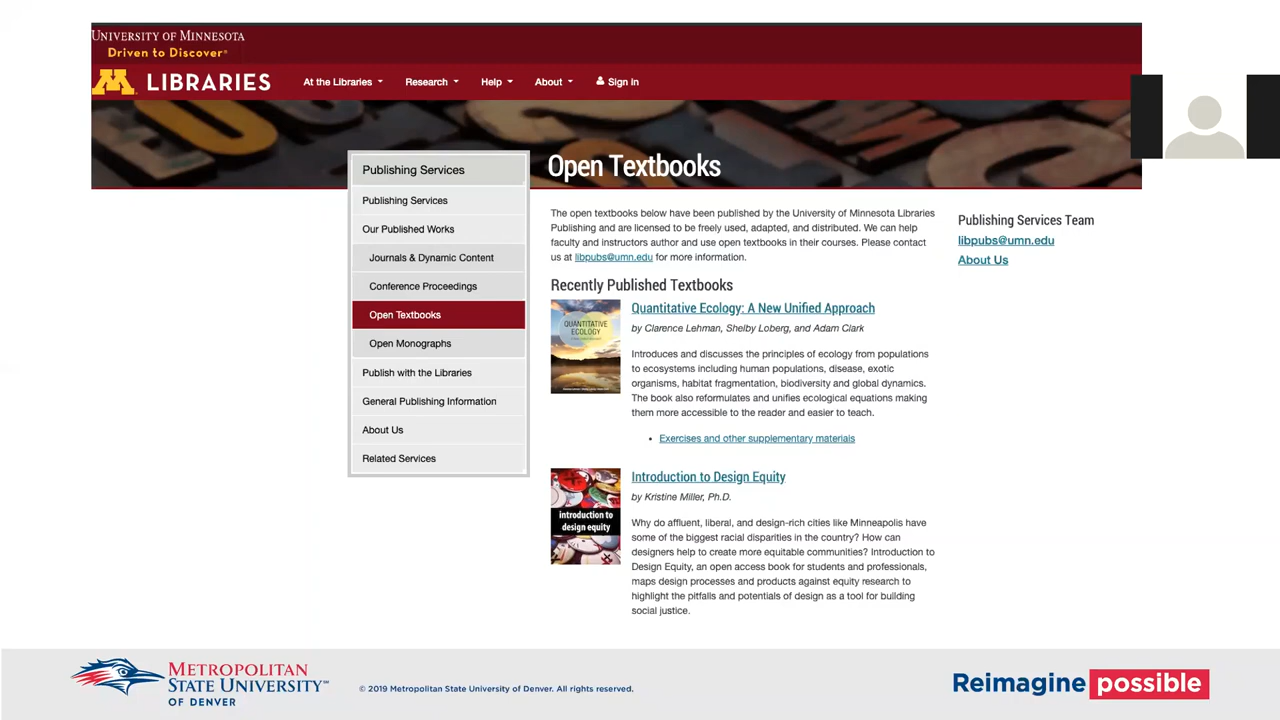 UNIVERSITY OF MINNESOTA
Driven to Discover®
M LIBRARIES
At the Libraries
Research
Help
About
Sign In
Open Textbooks
Publishing Services
Publishing Services
Our Published Works
Journals & Dynamic Content
Conference Proceedings
Open Textbooks
Open Monographs
Publish with the Libraries
General Publishing Information
About Us
Related Services
The open textbooks below have been published by the University of Minnesota Libraries
Publishing and are licensed to be freely used, adapted, and distributed. We can help
faculty and instructors author and use open textbooks in their courses. Please contact
us at libpubs@umn.edu for more information.
Recently Published Textbooks
QUANTITATIVE
ECOLOGY
Quantitative Ecology: A New Unified Approach
by Clarence Lehman, Shelby Loberg, and Adam Clark
Introduces and discusses the principles of ecology from populations
to ecosystems including human populations, disease, exotic
organisms, habitat fragmentation, biodiversity and global dynamics.
The book also reformulates and unifies ecological equations making
them more accessible to the reader and easier to teach.
• Exercises and other supplementary materials
introduction to
design equity
Introduction to Design Equity
by Kristine Miller, Ph.D.
Why do affluent, liberal, and design-rich cities like Minneapolis have
some of the biggest racial disparities in the country? How can
designers help to create more equitable communities? Introduction to
Design Equity, an open access book for students and professionals,
maps design processes and products against equity research to
highlight the pitfalls and potentials of design as a tool for building
social justice.
Publishing Services Team
libpubs@umn.edu
About Us
METROPOLITAN
STATE UNIVERSITY™
OF DENVER
© 2019 Metropolitan State University of Denver. All rights reserved.
Reimagine possible